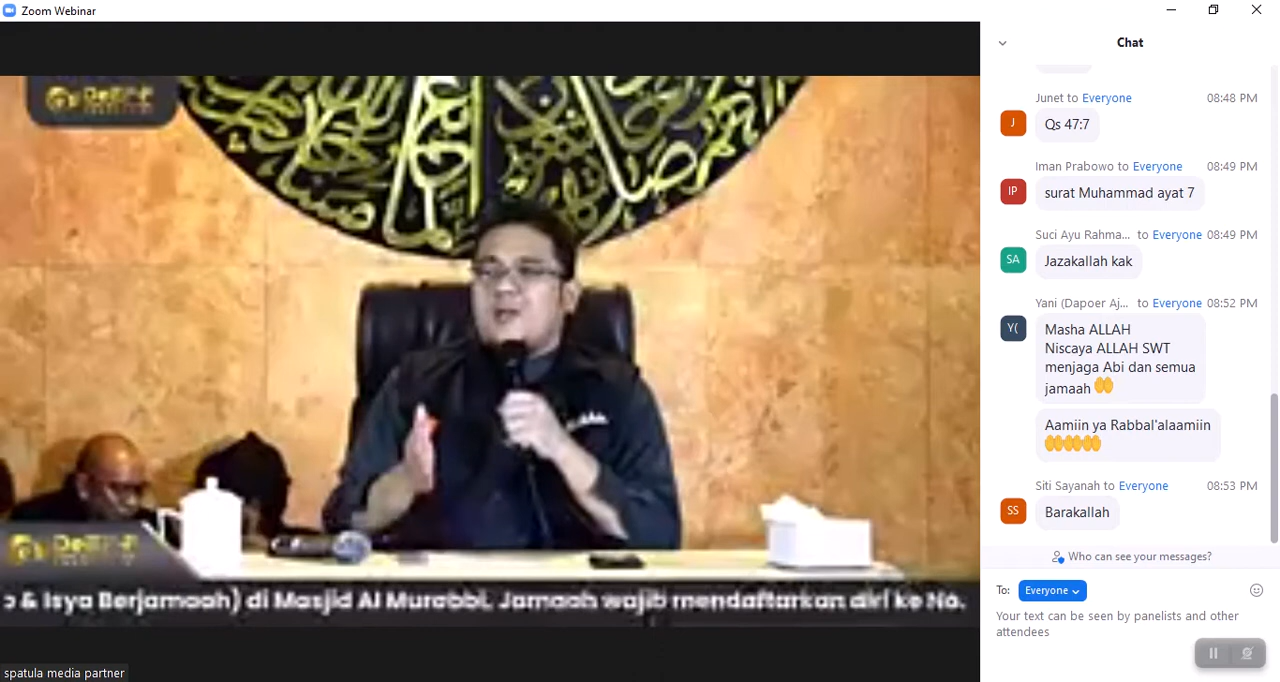 Zoom Webinar
& Isya Berjamaah) di Masjid Al Murabbi. Jamaah wajib mendaftarkan diri ke No.
spatula media partner
Chat
Junet to Everyone 08:48 PM
J
Qs 47:7
Iman Prabowo to Everyone 08:49 PM
IP
surat Muhammad ayat 7
Suci Ayu Rahma... to Everyone 08:49 PM
SA
Jazakallah kak
Yani (Dapoer Aj... to Everyone 08:52 PM
Y(
Masha ALLAH
Niscaya ALLAH SWT
menjaga Abi dan semua
jamaah 🤲
Aamiin ya Rabbal'alaamiin
🤲🤲🤲🤲🤲
Siti Sayanah to Everyone 08:53 PM
SS
Barakallah
Who can see your messages?
To: Everyone
Your text can be seen by panelists and other
attendees